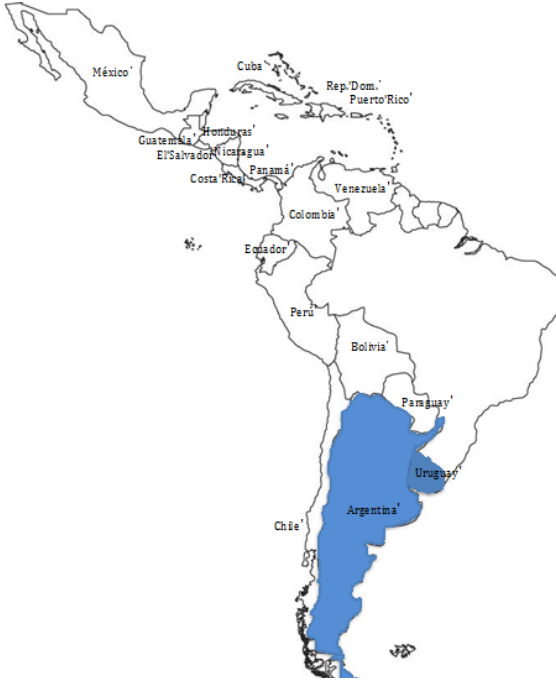 México'
Cuba'
Rep.'Dom.'
Puerto'Rico'
Honduras'
Guatemala'
El'Salvador'
Nicaragua'
Costa'Rica'
Panamá'
Venezuela'
Colombia'
Ecuador'
Perú'
Bolivia'
Paraguay'
Uruguay'
Argentina'
Chile'